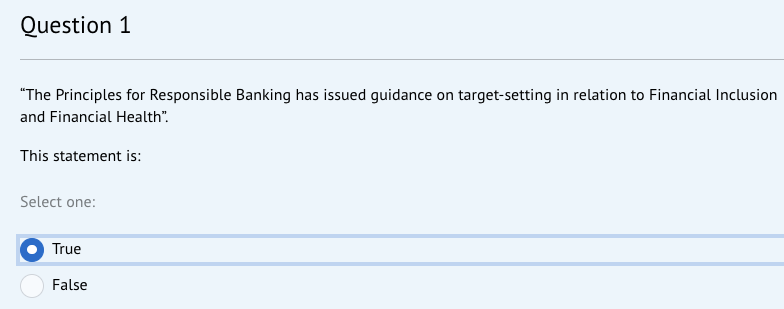 Question 1
“The Principles for Responsible Banking has issued guidance on target-setting in relation to Financial Inclusion
and Financial Health”.
This statement is:
Select one:
True
False